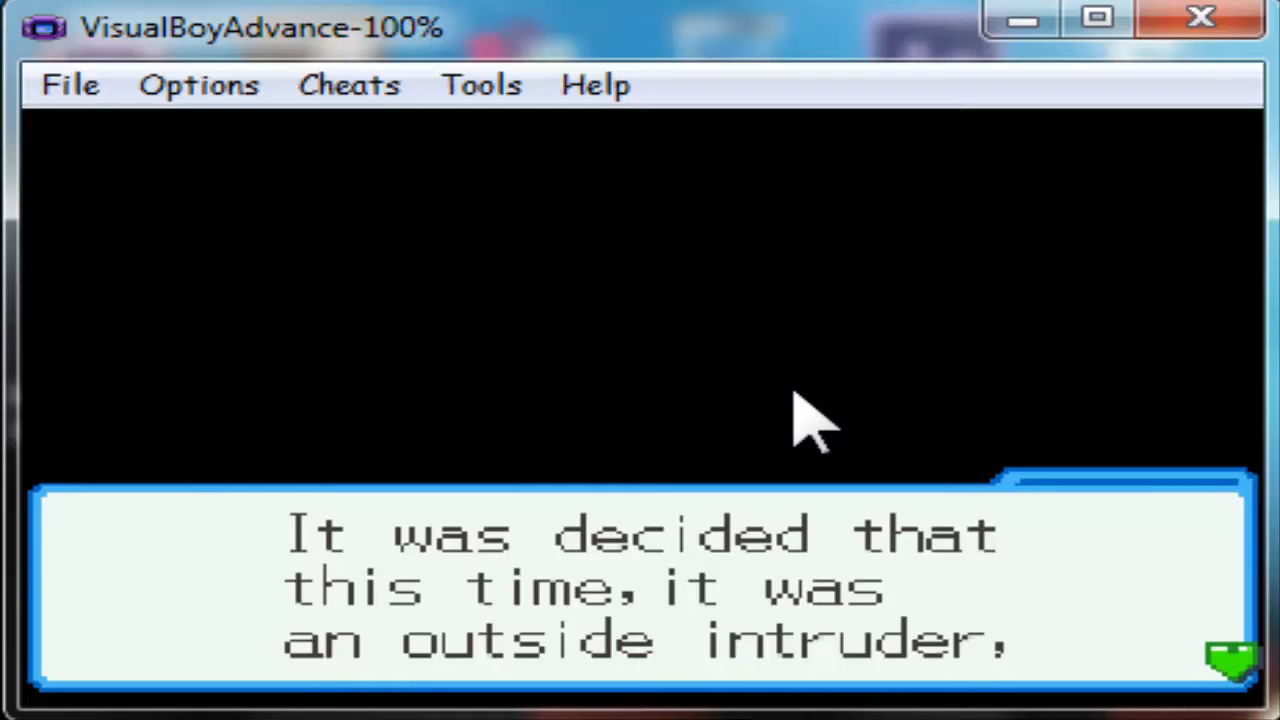 VisualBoyAdvance-100%
File Options Cheats Tools Help
It was decided that
this time,it was
an outside intruder,